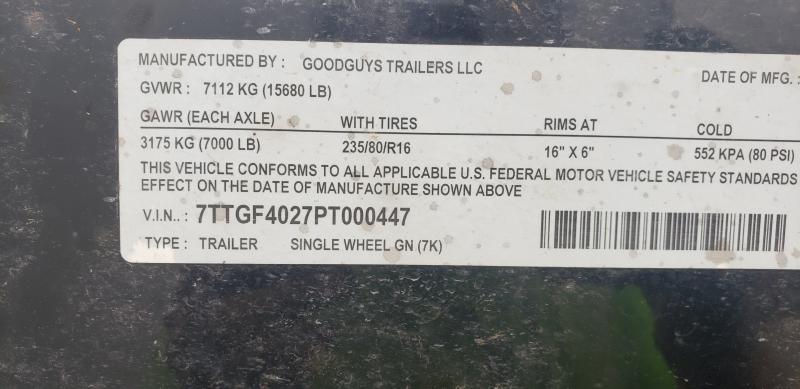 MANUFACTURED BY : GOODGUYS TRAILERS LLC DATE OF MFG. :
GVWR : 7112 KG (15680 LB)
GAWR (EACH AXLE) WITH TIRES RIMS AT COLD
3175 KG (7000 LB) 235/80/R16 16" X 6" 552 KPA (80 PSI)
THIS VEHICLE CONFORMS TO ALL APPLICABLE U.S. FEDERAL MOTOR VEHICLE SAFETY STANDARDS
EFFECT ON THE DATE OF MANUFACTURE SHOWN ABOVE
V.I.N.. : 7TTGF4027PT000447
TYPE : TRAILER SINGLE WHEEL GN (7K)